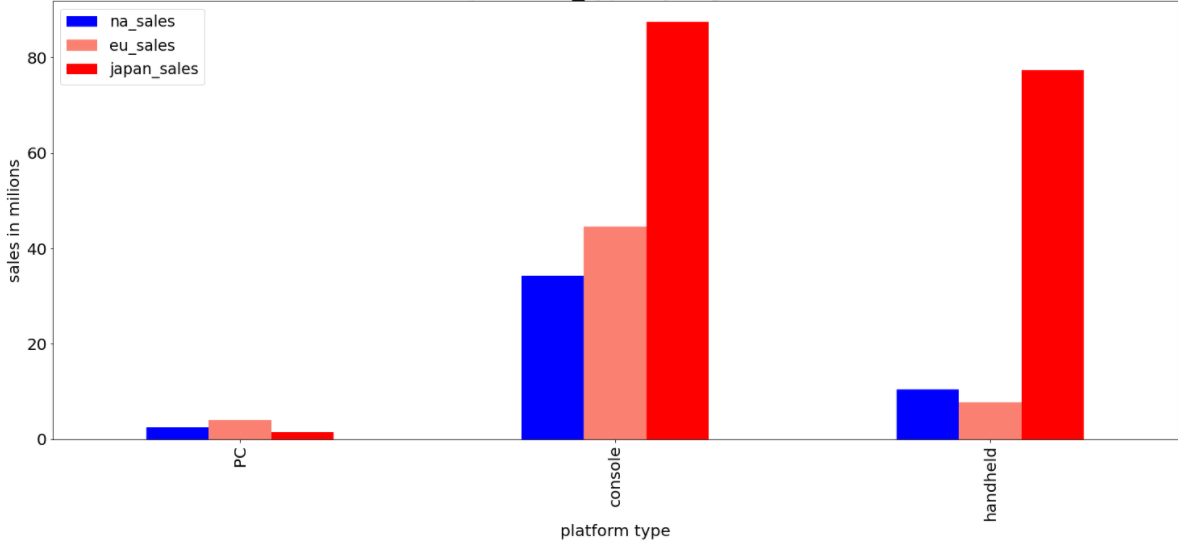 na_sales
eu_sales
japan_sales
80
60
40
20
0
sales in milions
PC
console
handheld
platform type